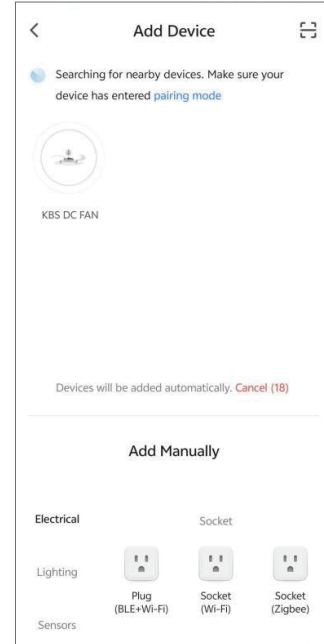 Add Device
Searching for nearby devices. Make sure your
device has entered pairing mode
KBS DC FAN
Devices will be added automatically. Cancel (18)
Add Manually
Electrical
Socket
Lighting
Plug
(BLE+Wi-Fi)
Socket
(Wi-Fi)
Socket
(Zigbee)
Sensors